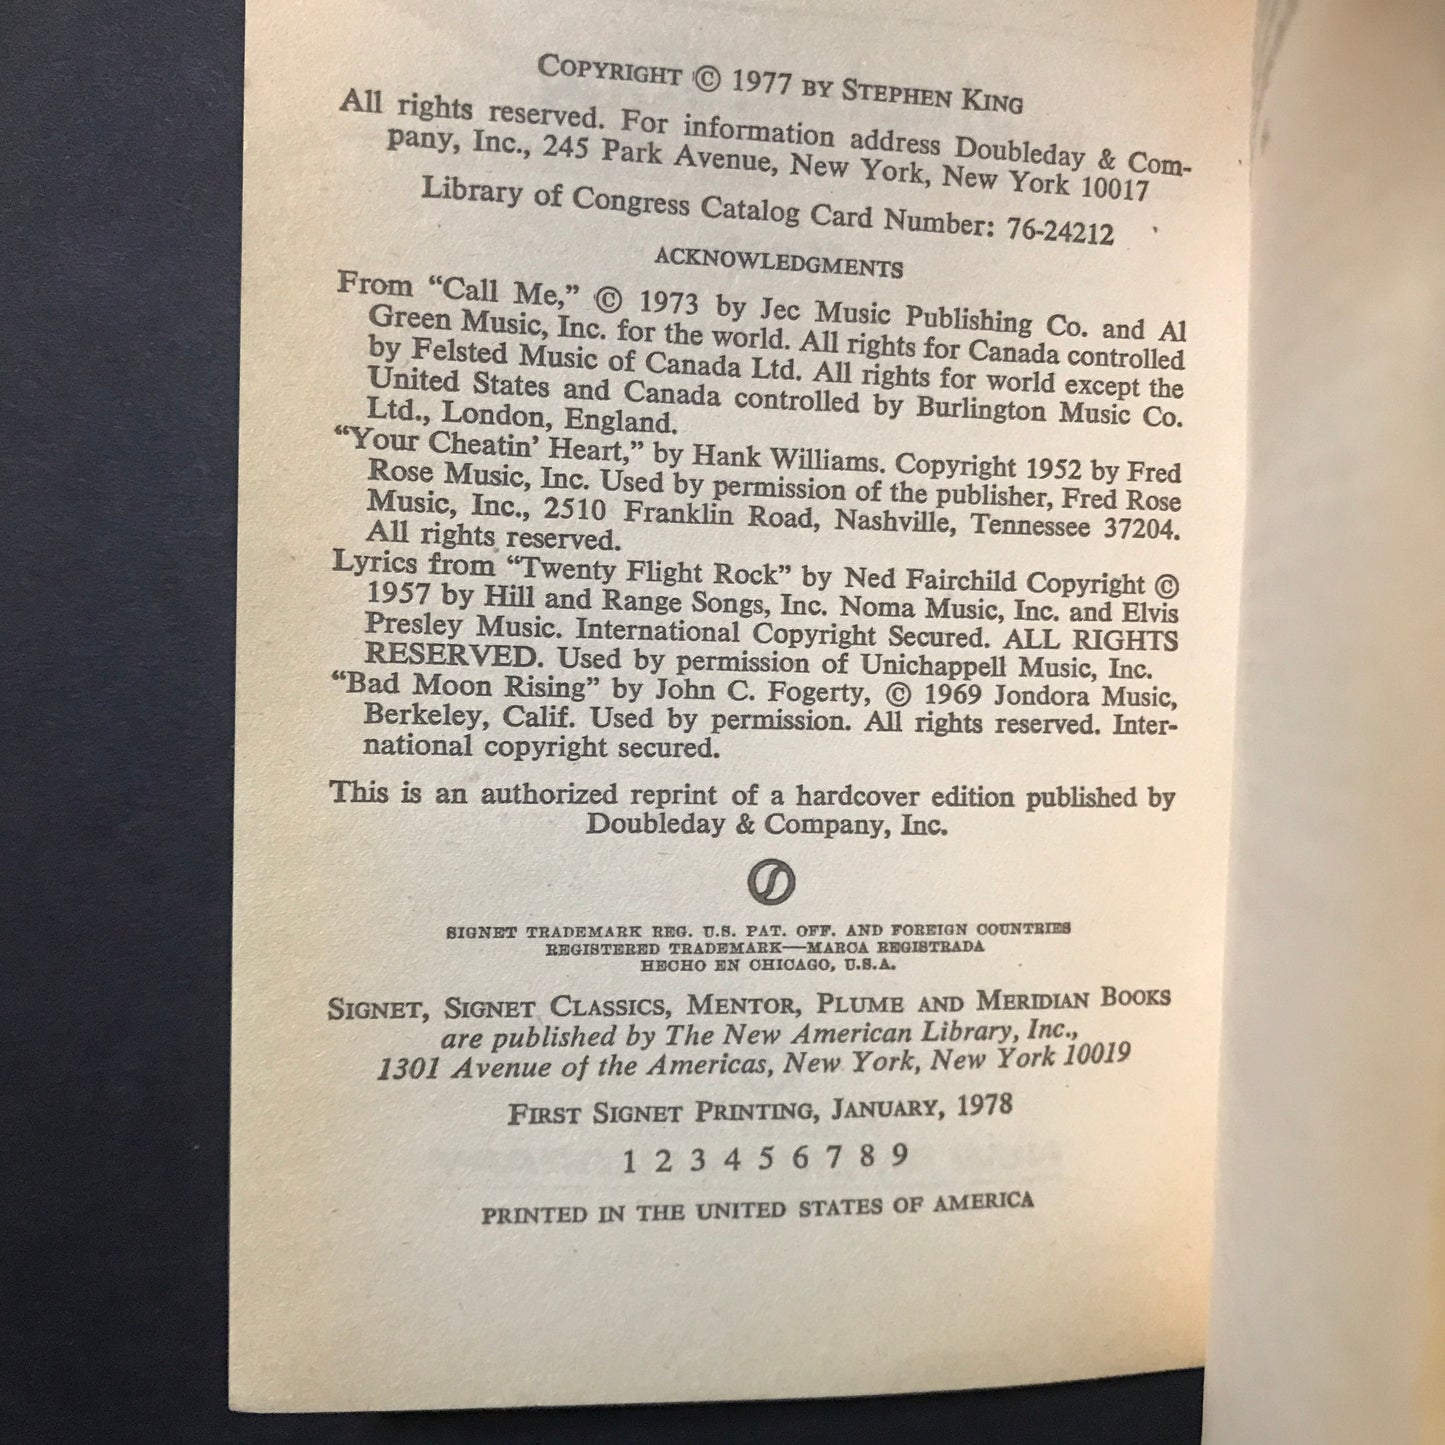 COPYRIGHT © 1977 BY STEPHEN KING
All rights reserved. For information address Doubleday & Com-
pany, Inc., 245 Park Avenue, New York, New York 10017
Library of Congress Catalog Card Number: 76-24212
ACKNOWLEDGMENTS
From “Call Me,” © 1973 by Jec Music Publishing Co. and Al
Green Music, Inc. for the world. All rights for Canada controlled
by Felsted Music of Canada Ltd. All rights for world except the
United States and Canada controlled by Burlington Music Co.
Ltd., London, England.
“Your Cheatin’ Heart,” by Hank Williams. Copyright 1952 by Fred
Rose Music, Inc. Used by permission of the publisher, Fred Rose
Music, Inc., 2510 Franklin Road, Nashville, Tennessee 37204.
All rights reserved.
Lyrics from “Twenty Flight Rock” by Ned Fairchild Copyright ©
1957 by Hill and Range Songs, Inc. Noma Music, Inc. and Elvis
Presley Music. International Copyright Secured. ALL RIGHTS
RESERVED. Used by permission of Unichappell Music, Inc.
“Bad Moon Rising” by John C. Fogerty, © 1969 Jondora Music,
Berkeley, Calif. Used by permission. All rights reserved. Inter-
national copyright secured.
This is an authorized reprint of a hardcover edition published by
Doubleday & Company, Inc.
SIGNET TRADEMARK REG. U.S. PAT. OFF. AND FOREIGN COUNTRIES
REGISTERED TRADEMARK—MARCA REGISTRADA
HECHO EN CHICAGO, U.S.A.
SIGNET, SIGNET CLASSICS, MENTOR, PLUME AND MERIDIAN BOOKS
are published by The New American Library, Inc.,
1301 Avenue of the Americas, New York, New York 10019
FIRST SIGNET PRINTING, JANUARY, 1978
1 2 3 4 5 6 7 8 9
PRINTED IN THE UNITED STATES OF AMERICA